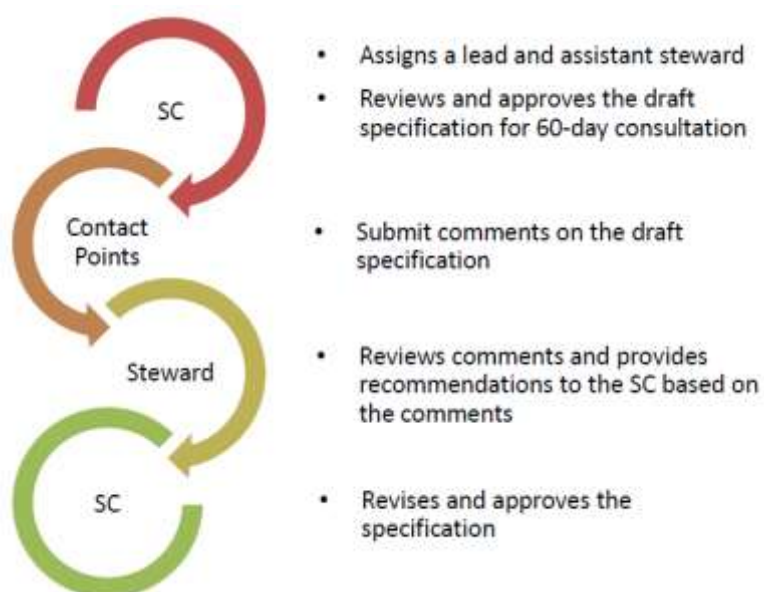 SC
• Assigns a lead and assistant steward
• Reviews and approves the draft
specification for 60-day consultation
Contact
Points
• Submit comments on the draft
specification
Steward
• Reviews comments and provides
recommendations to the SC based on
the comments
SC
• Revises and approves the
specification